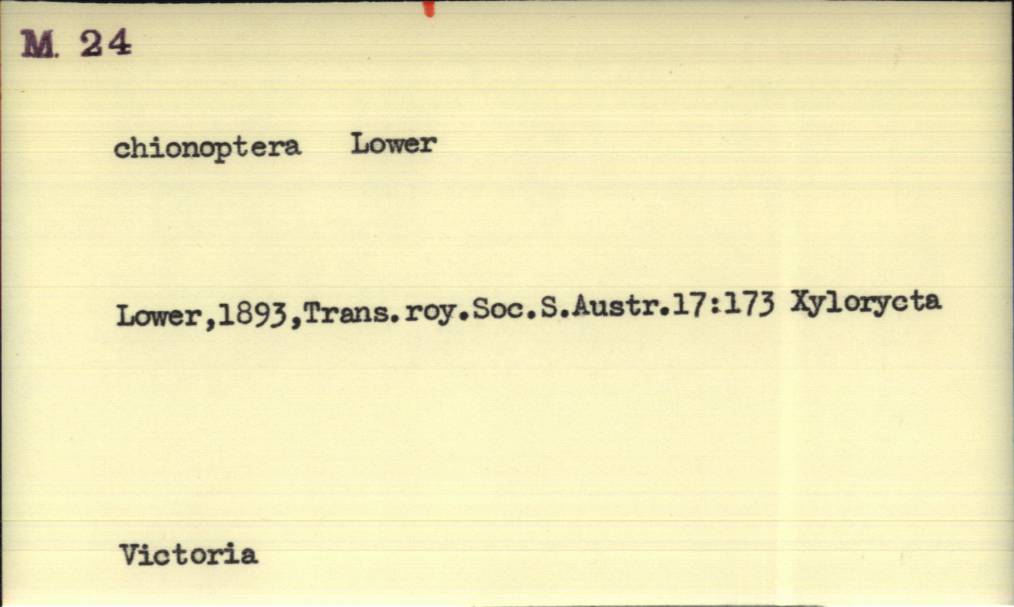 M. 24
chionoptera Lower
Lower,1893,Trans.roy.Soc.S.Austr.17:173 Xylorycta
Victoria